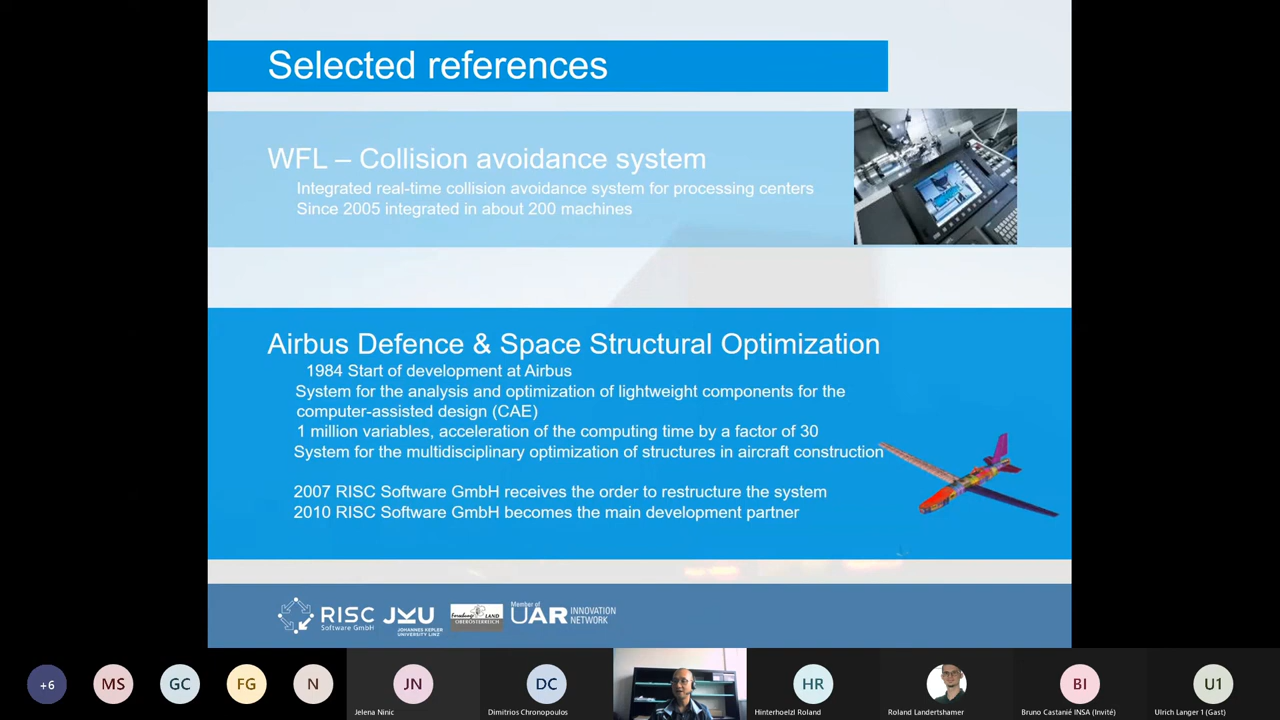 Selected references
WFL – Collision avoidance system
Integrated real-time collision avoidance system for processing centers
Since 2005 integrated in about 200 machines
Airbus Defence & Space Structural Optimization
1984 Start of development at Airbus
System for the analysis and optimization of lightweight components for the
computer-assisted design (CAE)
1 million variables, acceleration of the computing time by a factor of 30
System for the multidisciplinary optimization of structures in aircraft construction
2007 RISC Software GmbH receives the order to restructure the system
2010 RISC Software GmbH becomes the main development partner
RISC
Software GmbH
JKU
JOHANNES KEPLER
UNIVERSITY LINZ
LAND
OBERÖSTERREICH
Member of
UAR INNOVATION
NETWORK
+6
MS
GC
FG
N
JN
Jelena Ninic
DC
Dimitrios Chronopoulos
HR
Hinterhoelzl Roland
Roland Landertshamer
BI
Bruno Castanié INSA (Invité)
U1
Ulrich Langer 1 (Gast)